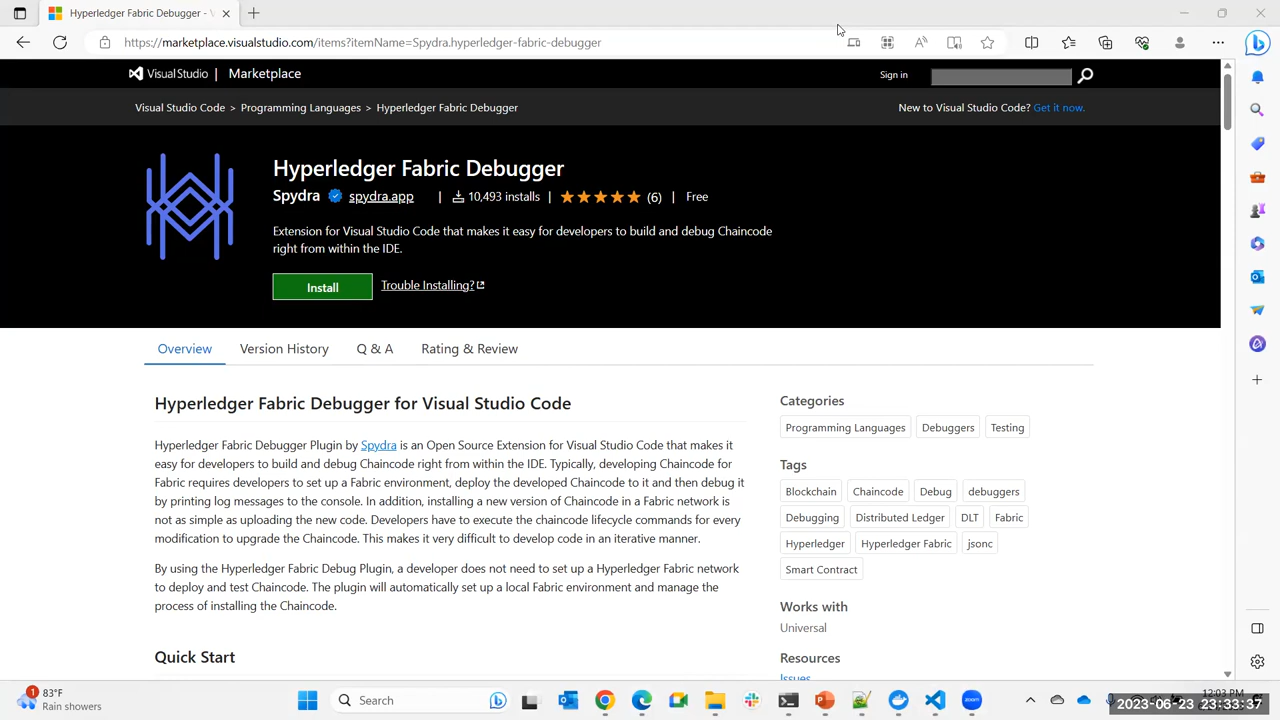 Hyperledger Fabric Debugger - V
https://marketplace.visualstudio.com/items?itemName=Spydra.hyperledger-fabric-debugger
Visual Studio | Marketplace
Sign in
Visual Studio Code > Programming Languages > Hyperledger Fabric Debugger
New to Visual Studio Code? Get it now.
Hyperledger Fabric Debugger
Spydra spydra.app | 10,493 installs | (6) | Free
Extension for Visual Studio Code that makes it easy for developers to build and debug Chaincode
right from within the IDE.
Install
Trouble Installing?
Overview Version History Q & A Rating & Review
Hyperledger Fabric Debugger for Visual Studio Code
Hyperledger Fabric Debugger Plugin by Spydra is an Open Source Extension for Visual Studio Code that makes it
easy for developers to build and debug Chaincode right from within the IDE. Typically, developing Chaincode for
Fabric requires developers to set up a Fabric environment, deploy the developed Chaincode to it and then debug it
by printing log messages to the console. In addition, installing a new version of Chaincode in a Fabric network is
not as simple as uploading the new code. Developers have to execute the chaincode lifecycle commands for every
modification to upgrade the Chaincode. This makes it very difficult to develop code in an iterative manner.
By using the Hyperledger Fabric Debug Plugin, a developer does not need to set up a Hyperledger Fabric network
to deploy and test Chaincode. The plugin will automatically set up a local Fabric environment and manage the
process of installing the Chaincode.
Quick Start
Categories
Programming Languages Debuggers Testing
Tags
Blockchain Chaincode Debug debuggers
Debugging Distributed Ledger DLT Fabric
Hyperledger Hyperledger Fabric jsonc
Smart Contract
Works with
Universal
Resources
Issues
1
83°F
Rain showers
Search
12:03 PM
2023-06-23 23:33:37